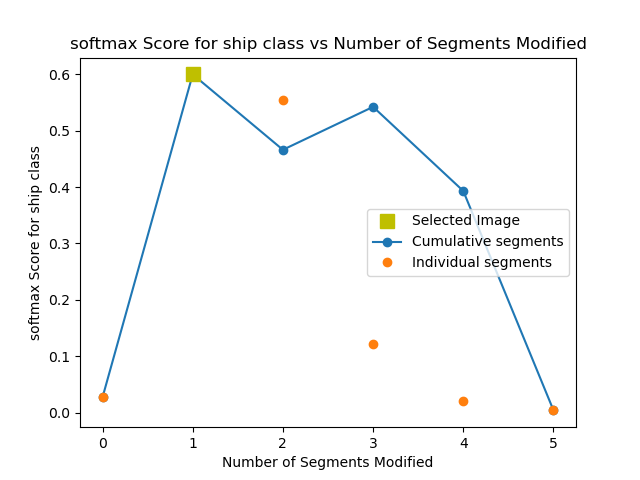 softmax Score for ship class vs Number of Segments Modified
softmax Score for ship class
0.6
0.5
0.4
0.3
0.2
0.1
0.0
Selected Image
Cumulative segments
Individual segments
0 1 2 3 4 5
Number of Segments Modified